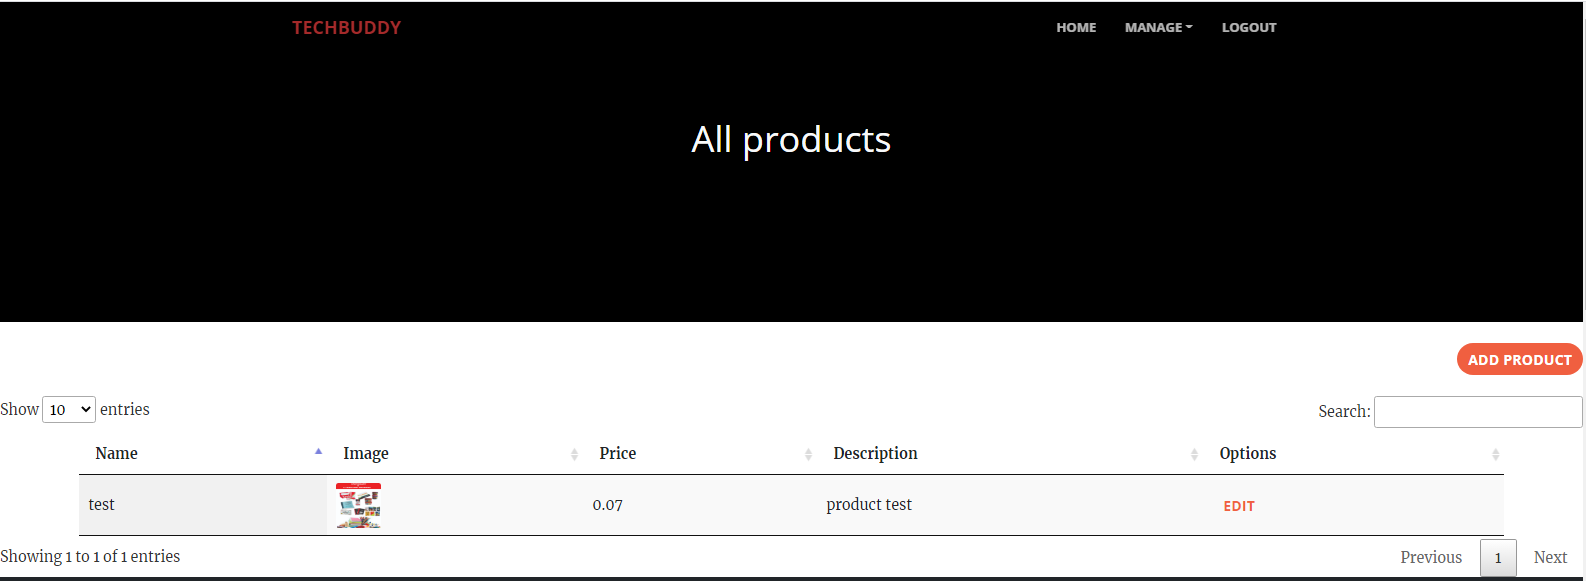 TECHBUDDY HOME MANAGE LOGOUT
All products
ADD PRODUCT
Show 10 entries Search:
Name Image Price Description Options
test 0.07 product test EDIT
Showing 1 to 1 of 1 entries Previous 1 Next